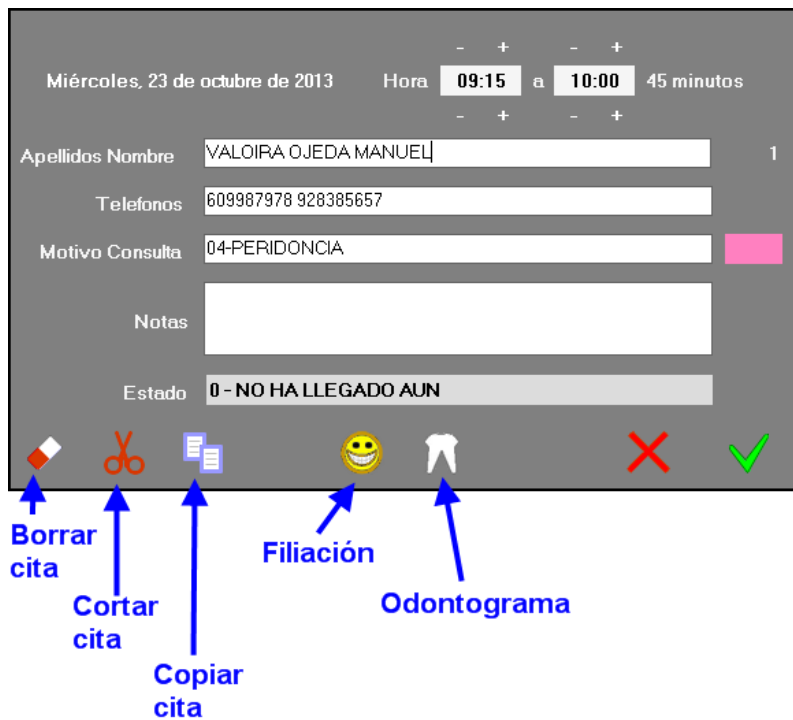 - + - +
Miércoles, 23 de octubre de 2013 Hora 09:15 a 10:00 45 minutos
- + - +
Apellidos Nombre VALOIRA OJEDA MANUEL 1
Telefonos 609987978 928385657
Motivo Consulta 04-PERIDONCIA
Notas
Estado 0 - NO HA LLEGADO AUN
Borrar
cita
Filiación
Cortar
cita
Odontograma
Copiar
cita